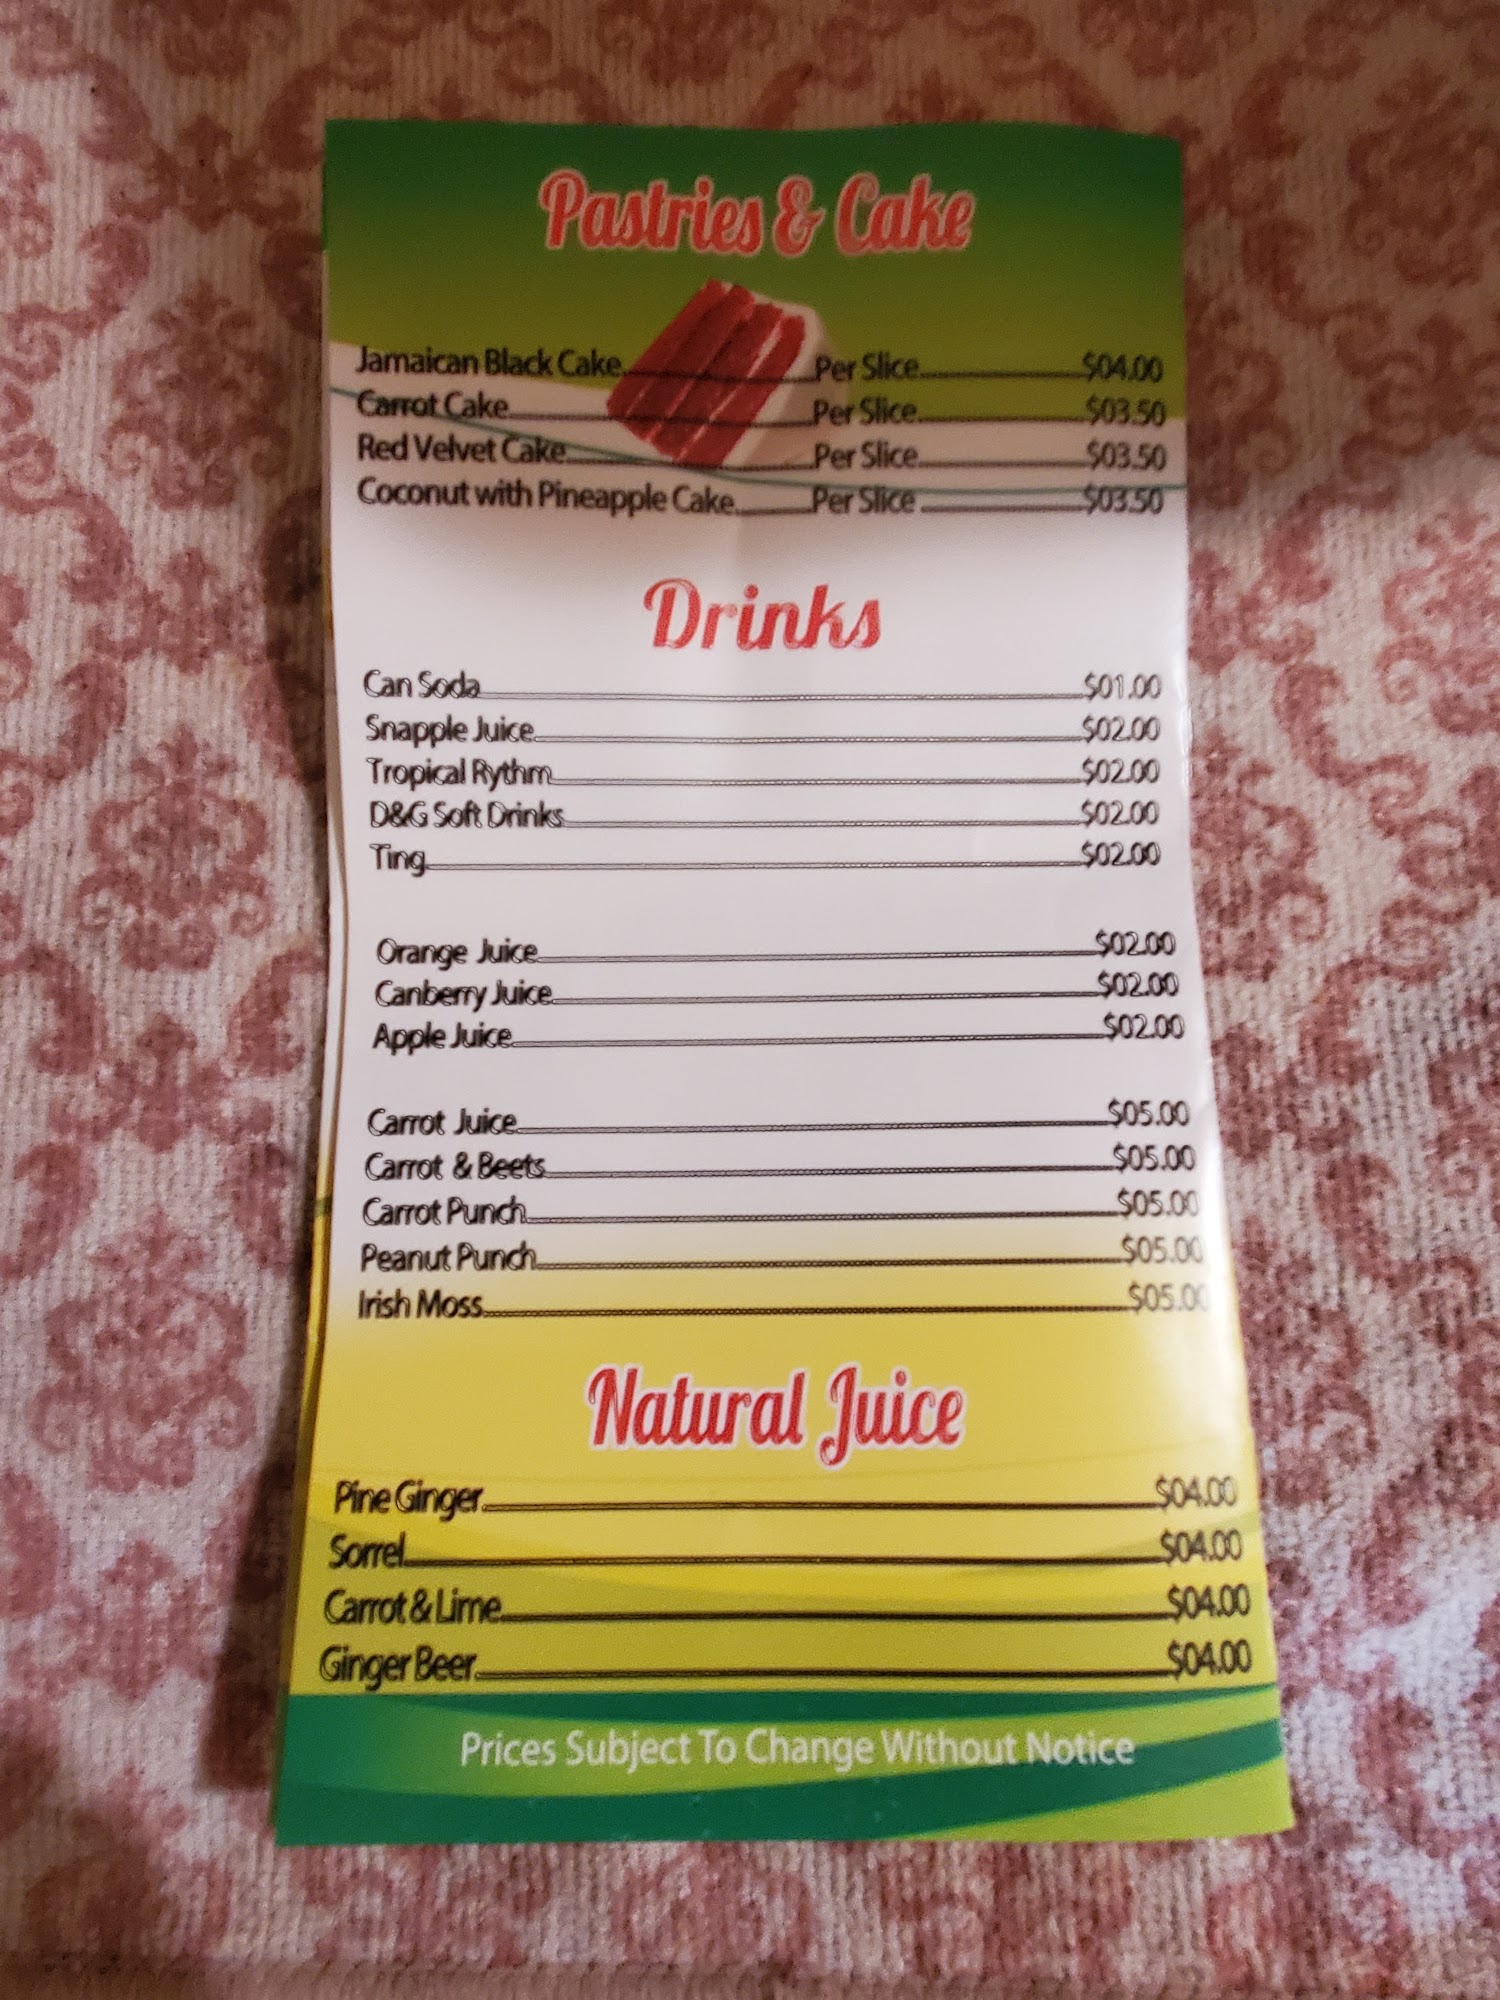 Pastries & Cake
Jamaican Black Cake Per Slice $04.00
Carrot Cake Per Slice $03.50
Red Velvet Cake Per Slice $03.50
Coconut with Pineapple Cake Per Slice $03.50
Drinks
Can Soda $01.00
Snapple Juice $02.00
Tropical Rythm $02.00
D&G Soft Drinks $02.00
Ting $02.00
Orange Juice $02.00
Canberry Juice $02.00
Apple Juice $02.00
Carrot Juice $05.00
Carrot & Beets $05.00
Carrot Punch $05.00
Peanut Punch $05.00
Irish Moss $05.00
Natural Juice
Pine Ginger $04.00
Sorrel $04.00
Carrot & Lime $04.00
Ginger Beer $04.00
Prices Subject To Change Without Notice